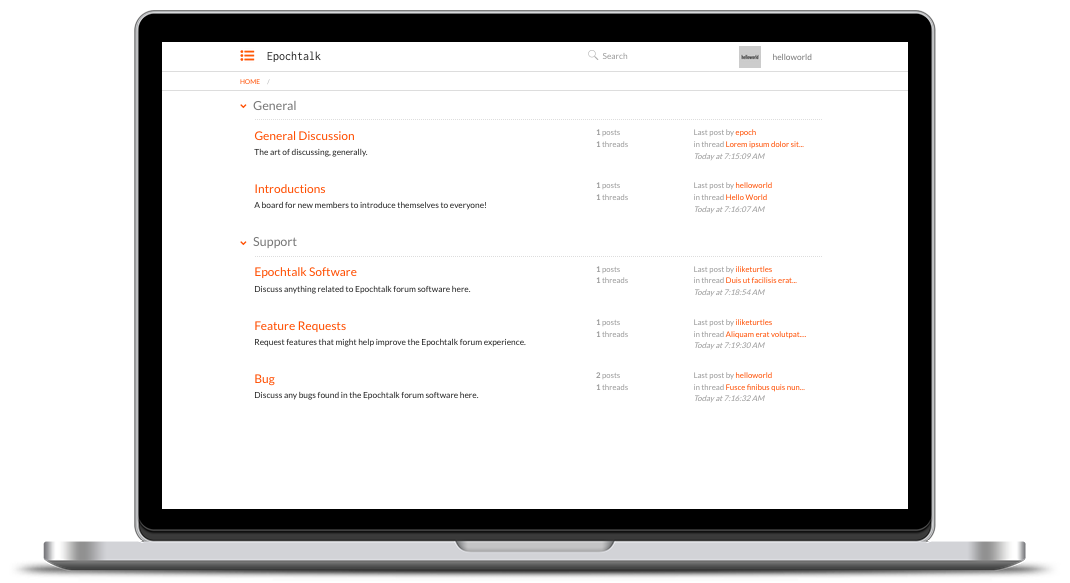 Epochtalk
Search
helloworld
helloworld
HOME /
General
General Discussion
The art of discussing, generally.
1 posts
1 threads
Last post by epoch
in thread Lorem ipsum dolor sit...
Today at 7:15:09 AM
Introductions
A board for new members to introduce themselves to everyone!
1 posts
1 threads
Last post by helloworld
in thread Hello World
Today at 7:16:07 AM
Support
Epochtalk Software
Discuss anything related to Epochtalk forum software here.
1 posts
1 threads
Last post by iliketurtles
in thread Duis ut facilisis erat...
Today at 7:18:54 AM
Feature Requests
Request features that might help improve the Epochtalk forum experience.
1 posts
1 threads
Last post by iliketurtles
in thread Aliquam erat volutpat,...
Today at 7:19:30 AM
Bug
Discuss any bugs found in the Epochtalk forum software here.
2 posts
1 threads
Last post by helloworld
in thread Fusce finibus quis nun...
Today at 7:16:32 AM